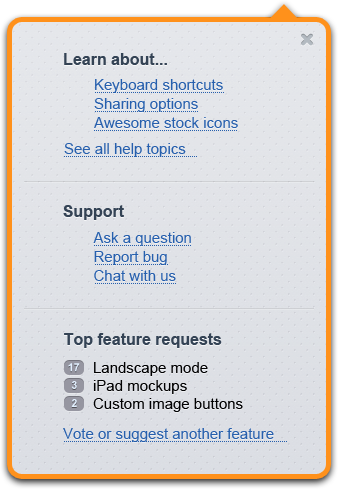 Learn about...
Keyboard shortcuts
Sharing options
Awesome stock icons
See all help topics
Support
Ask a question
Report bug
Chat with us
Top feature requests
17 Landscape mode
3 iPad mockups
2 Custom image buttons
Vote or suggest another feature